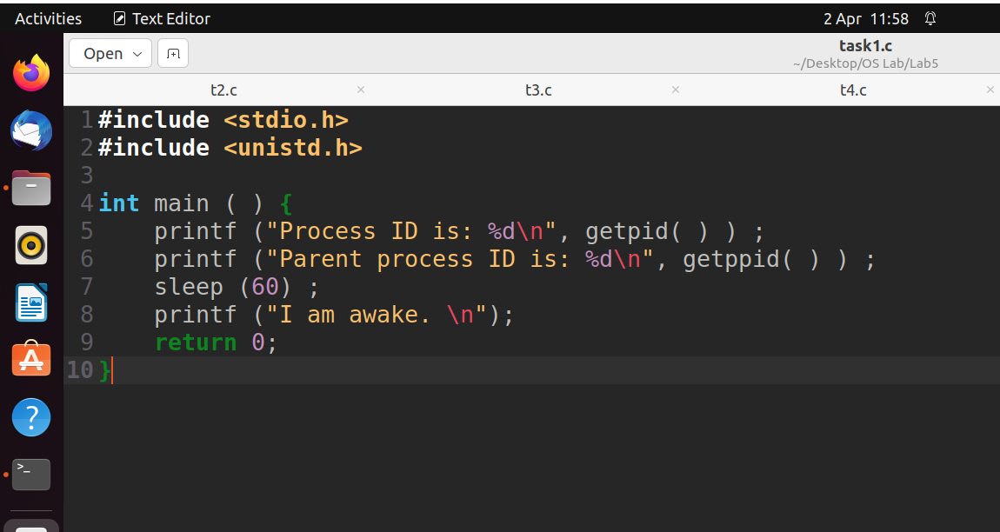 Activities Text Editor 2 Apr 11:58
Open task1.c
~/Desktop/OS Lab/Lab5
t2.c × t3.c × t4.c ×
1 #include <stdio.h>
2 #include <unistd.h>
3
4 int main ( ) {
5     printf ("Process ID is: %d\n", getpid( ) ) ;
6     printf ("Parent process ID is: %d\n", getppid( ) ) ;
7     sleep (60) ;
8     printf ("I am awake. \n");
9     return 0;
10 }
?
>_